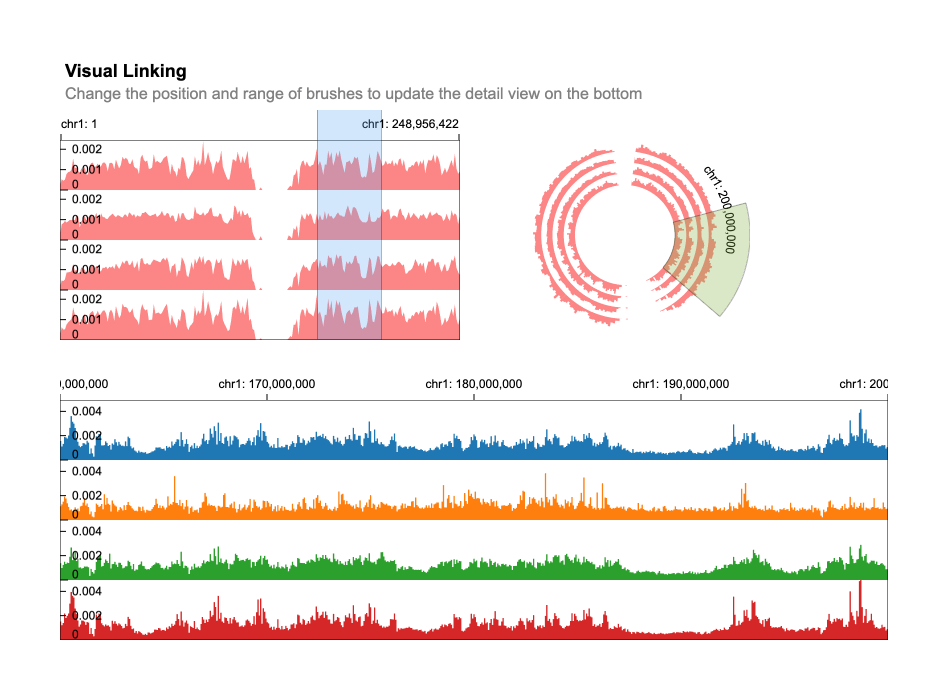 Visual Linking
Change the position and range of brushes to update the detail view on the bottom
chr1: 1
chr1: 248,956,422
0.002
0.001
0
0.002
0.001
0
0.002
0.001
0
0.002
0.001
0
chr1: 200,000,000
0,000,000
chr1: 170,000,000
chr1: 180,000,000
chr1: 190,000,000
chr1: 200
0.004
0.002
0
0.004
0.002
0
0.004
0.002
0
0.004
0.002
0